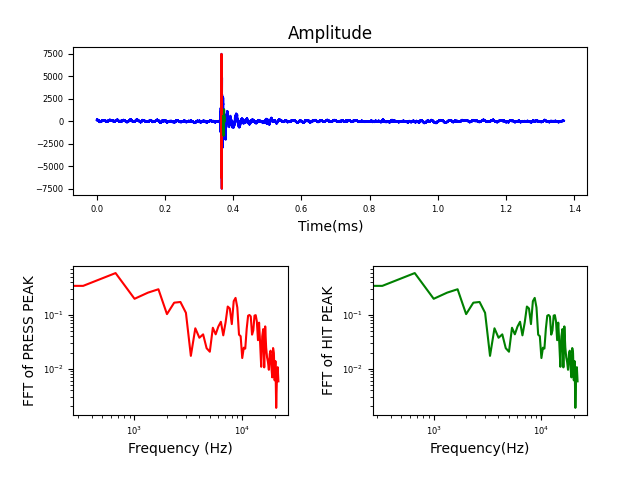 Amplitude
7500
5000
2500
0
−2500
−5000
−7500
0.0 0.2 0.4 0.6 0.8 1.0 1.2 1.4
Time(ms)
FFT of PRESS PEAK
10⁻¹
10⁻²
10³ 10⁴
Frequency (Hz)
FFT of HIT PEAK
10⁻¹
10⁻²
10³ 10⁴
Frequency(Hz)